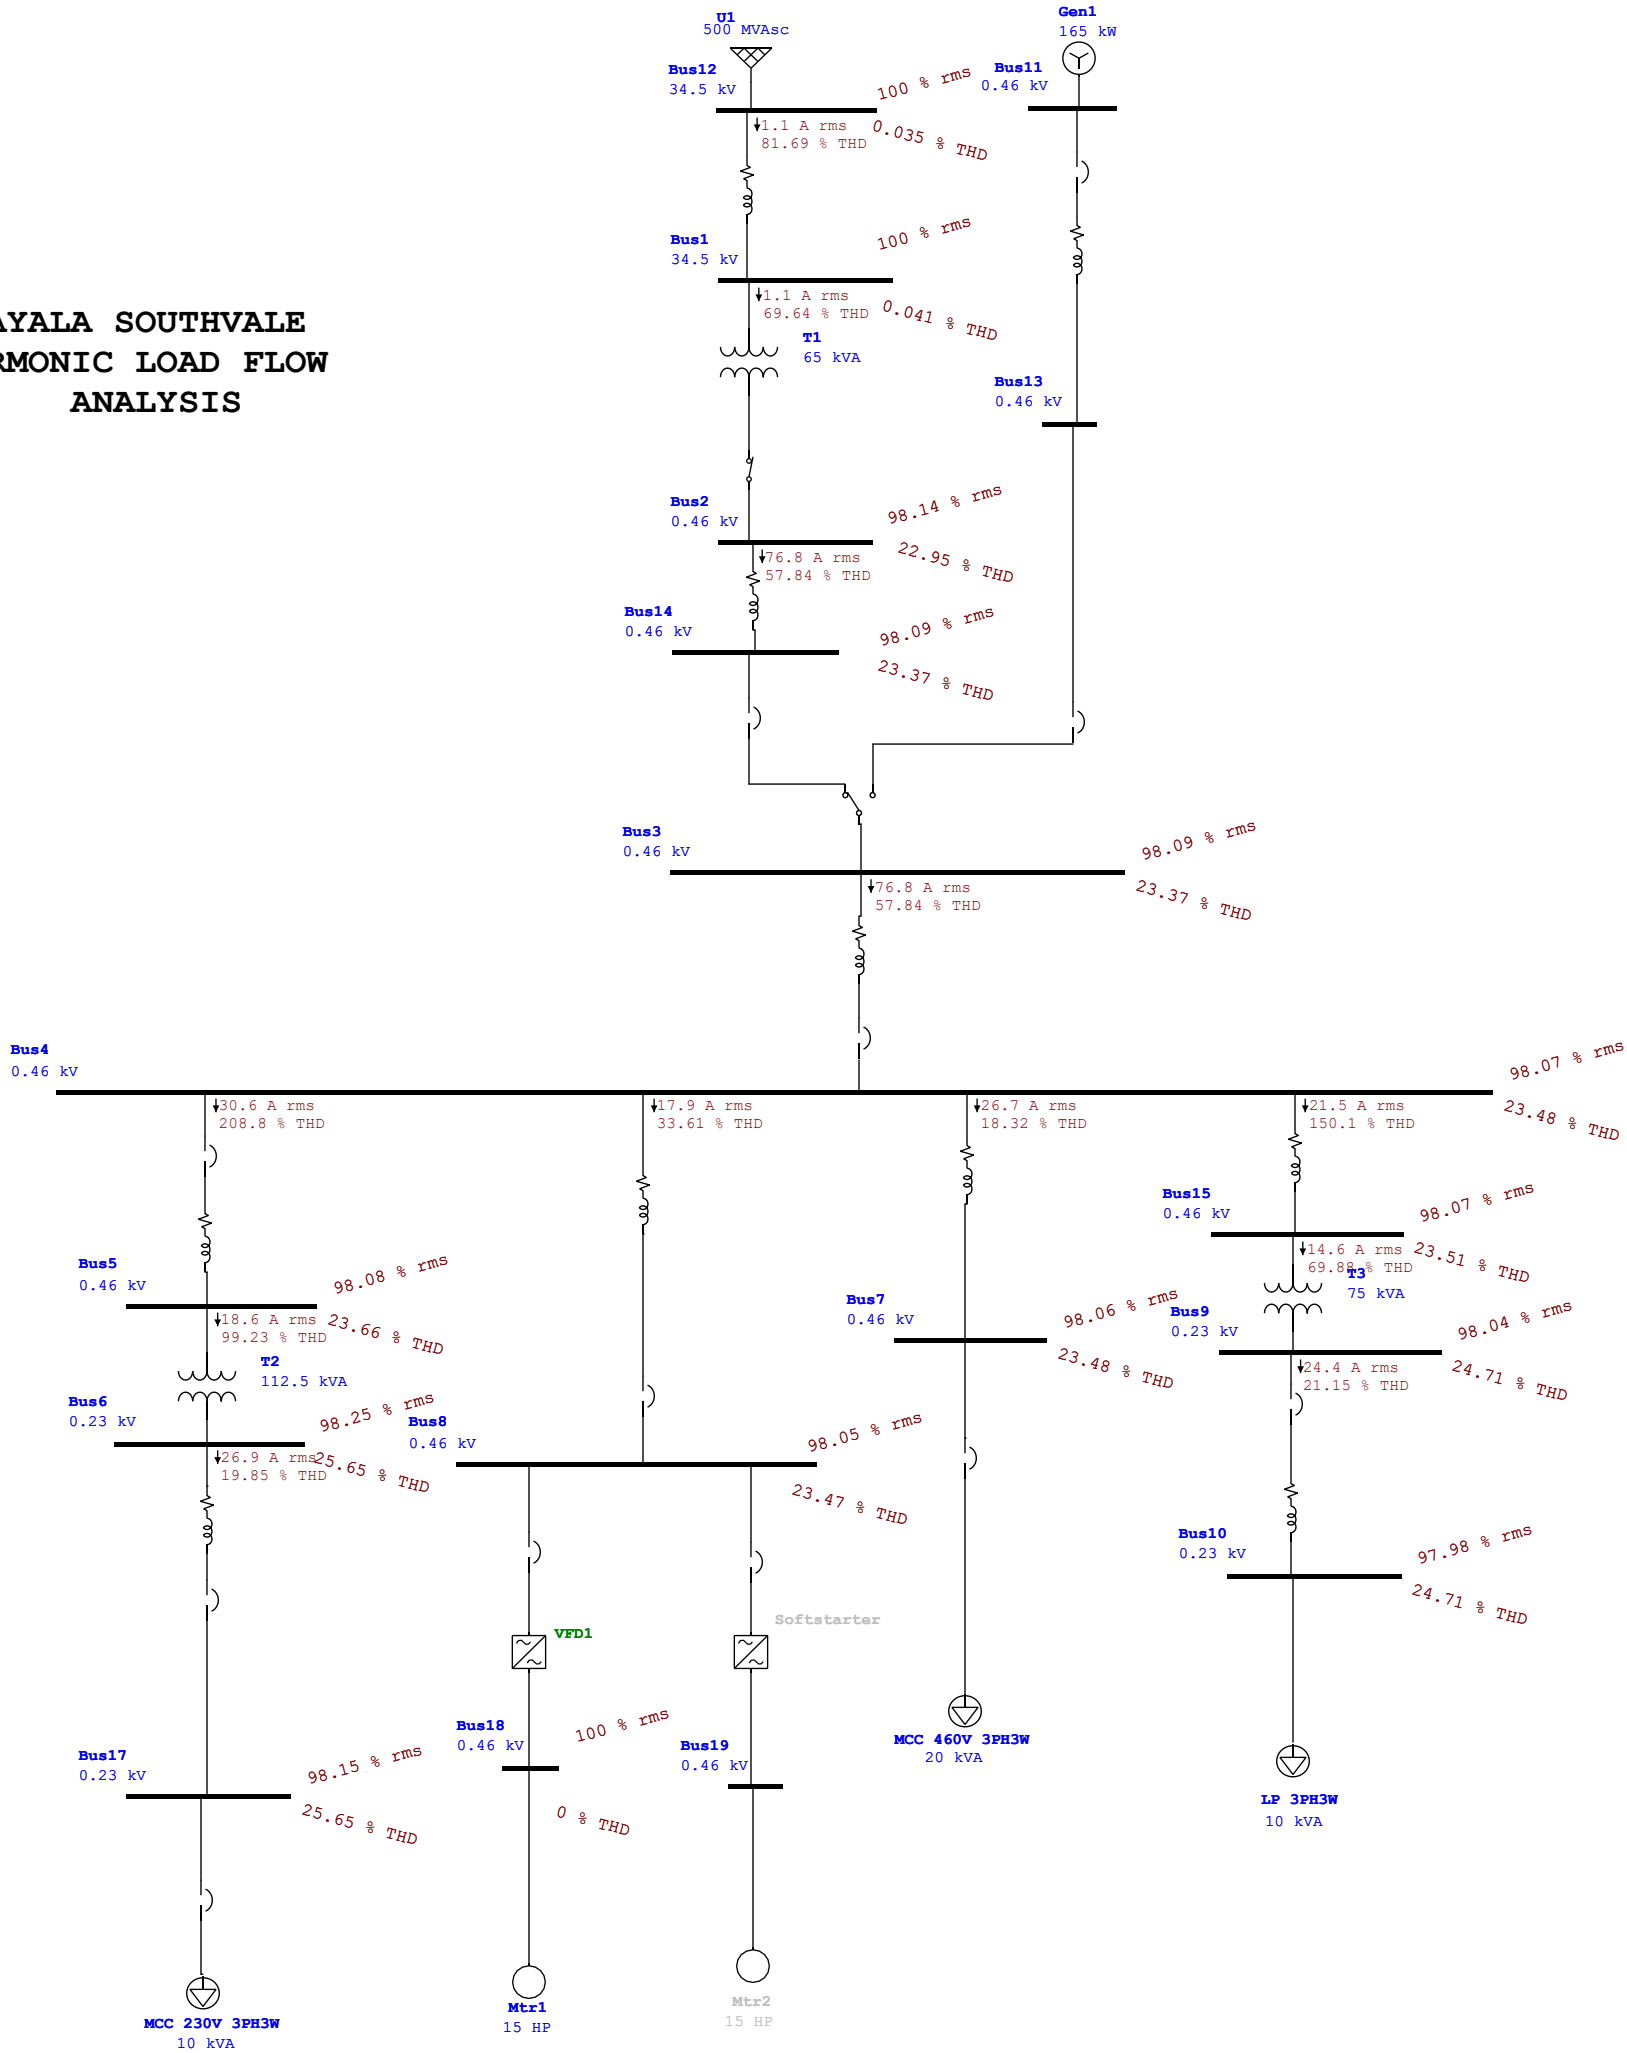 U1
500 MVAsc
Gen1
165 kW
Bus12
34.5 kV
100 % rms
Bus11
0.46 kV
1.1 A rms
81.69 % THD
0.035 % THD
Bus1
34.5 kV
100 % rms
1.1 A rms
69.64 % THD
0.041 % THD
AYALA SOUTHVALE
RMONIC LOAD FLOW
ANALYSIS
T1
65 kVA
Bus13
0.46 kV
Bus2
0.46 kV
98.14 % rms
76.8 A rms
57.84 % THD
22.95 % THD
Bus14
0.46 kV
98.09 % rms
23.37 % THD
Bus3
0.46 kV
98.09 % rms
76.8 A rms
57.84 % THD
23.37 % THD
Bus4
0.46 kV
98.07 % rms
30.6 A rms
208.8 % THD
17.9 A rms
33.61 % THD
26.7 A rms
18.32 % THD
21.5 A rms
150.1 % THD
23.48 % THD
Bus15
0.46 kV
98.07 % rms
14.6 A rms
69.88 % THD
23.51 % THD
Bus5
0.46 kV
98.08 % rms
18.6 A rms
99.23 % THD
23.66 % THD
T2
112.5 kVA
Bus7
0.46 kV
98.06 % rms
23.48 % THD
T3
75 kVA
Bus9
0.23 kV
98.04 % rms
24.4 A rms
21.15 % THD
24.71 % THD
Bus6
0.23 kV
98.25 % rms
26.9 A rms
19.85 % THD
25.65 % THD
Bus8
0.46 kV
98.05 % rms
23.47 % THD
Bus10
0.23 kV
97.98 % rms
24.71 % THD
VFD1
Softstarter
Bus18
0.46 kV
100 % rms
0 % THD
Bus19
0.46 kV
MCC 460V 3PH3W
20 kVA
Bus17
0.23 kV
98.15 % rms
25.65 % THD
LP 3PH3W
10 kVA
MCC 230V 3PH3W
10 kVA
Mtr1
15 HP
Mtr2
15 HP